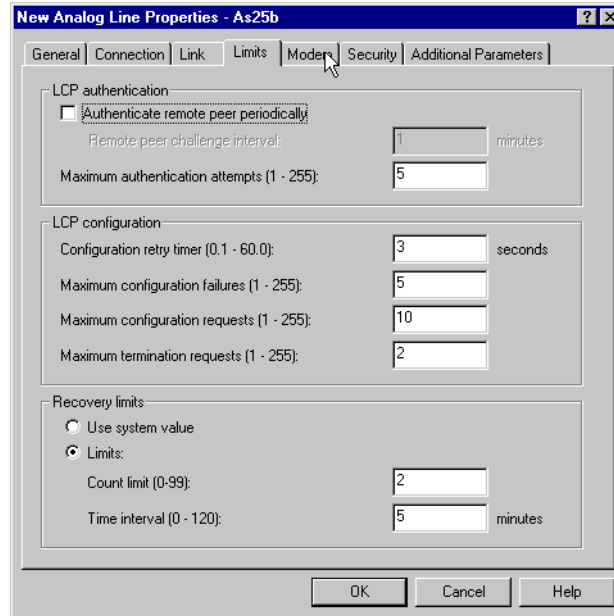 New Analog Line Properties - As25b
General Connection Link Limits Modem Security Additional Parameters
LCP authentication
Authenticate remote peer periodically
Remote peer challenge interval: 1 minutes
Maximum authentication attempts (1 - 255): 5
LCP configuration
Configuration retry timer (0.1 - 60.0): 3 seconds
Maximum configuration failures (1 - 255): 5
Maximum configuration requests (1 - 255): 10
Maximum termination requests (1 - 255): 2
Recovery limits
Use system value
Limits:
Count limit (0-99): 2
Time interval (0 - 120): 5 minutes
OK Cancel Help